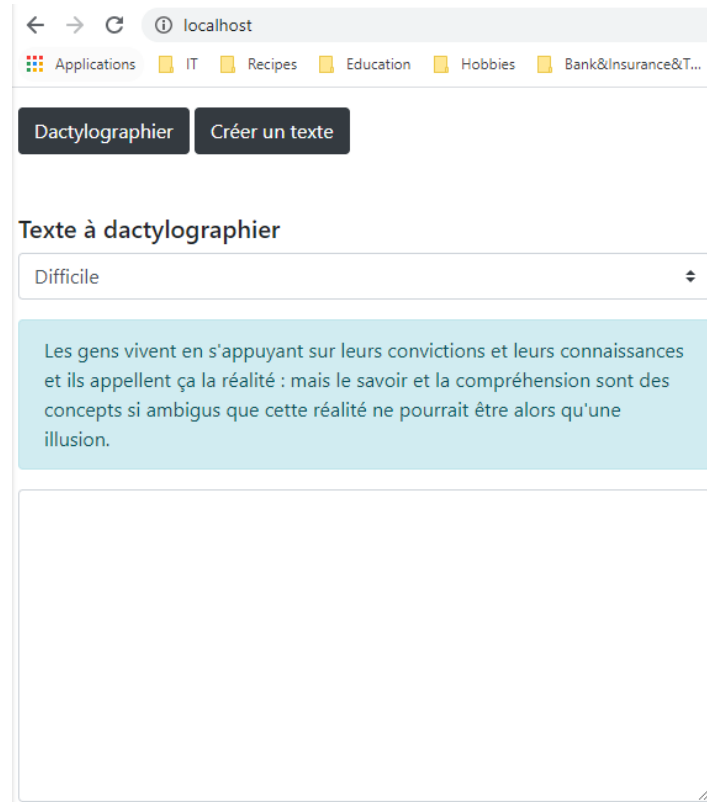 localhost
Applications IT Recipes Education Hobbies Bank&Insurance&T...
Dactylographier Créer un texte
Texte à dactylographier
Difficile
Les gens vivent en s'appuyant sur leurs convictions et leurs connaissances
et ils appellent ça la réalité : mais le savoir et la compréhension sont des
concepts si ambigus que cette réalité ne pourrait être alors qu'une
illusion.